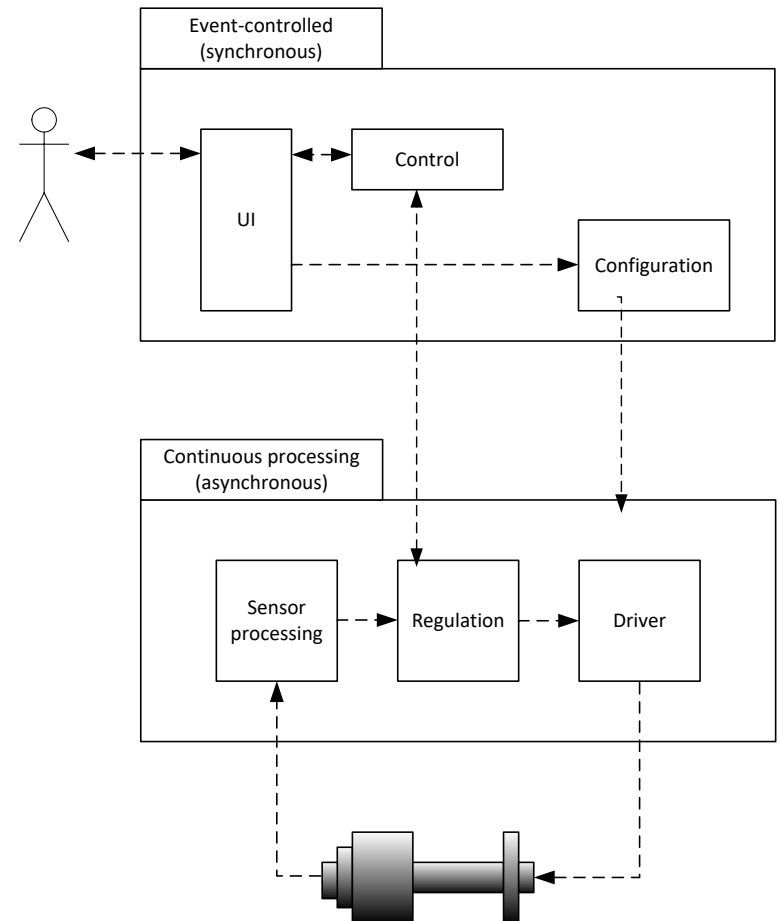 Event-controlled
(synchronous)
UI
Control
Configuration
Continuous processing
(asynchronous)
Sensor
processing
Regulation
Driver